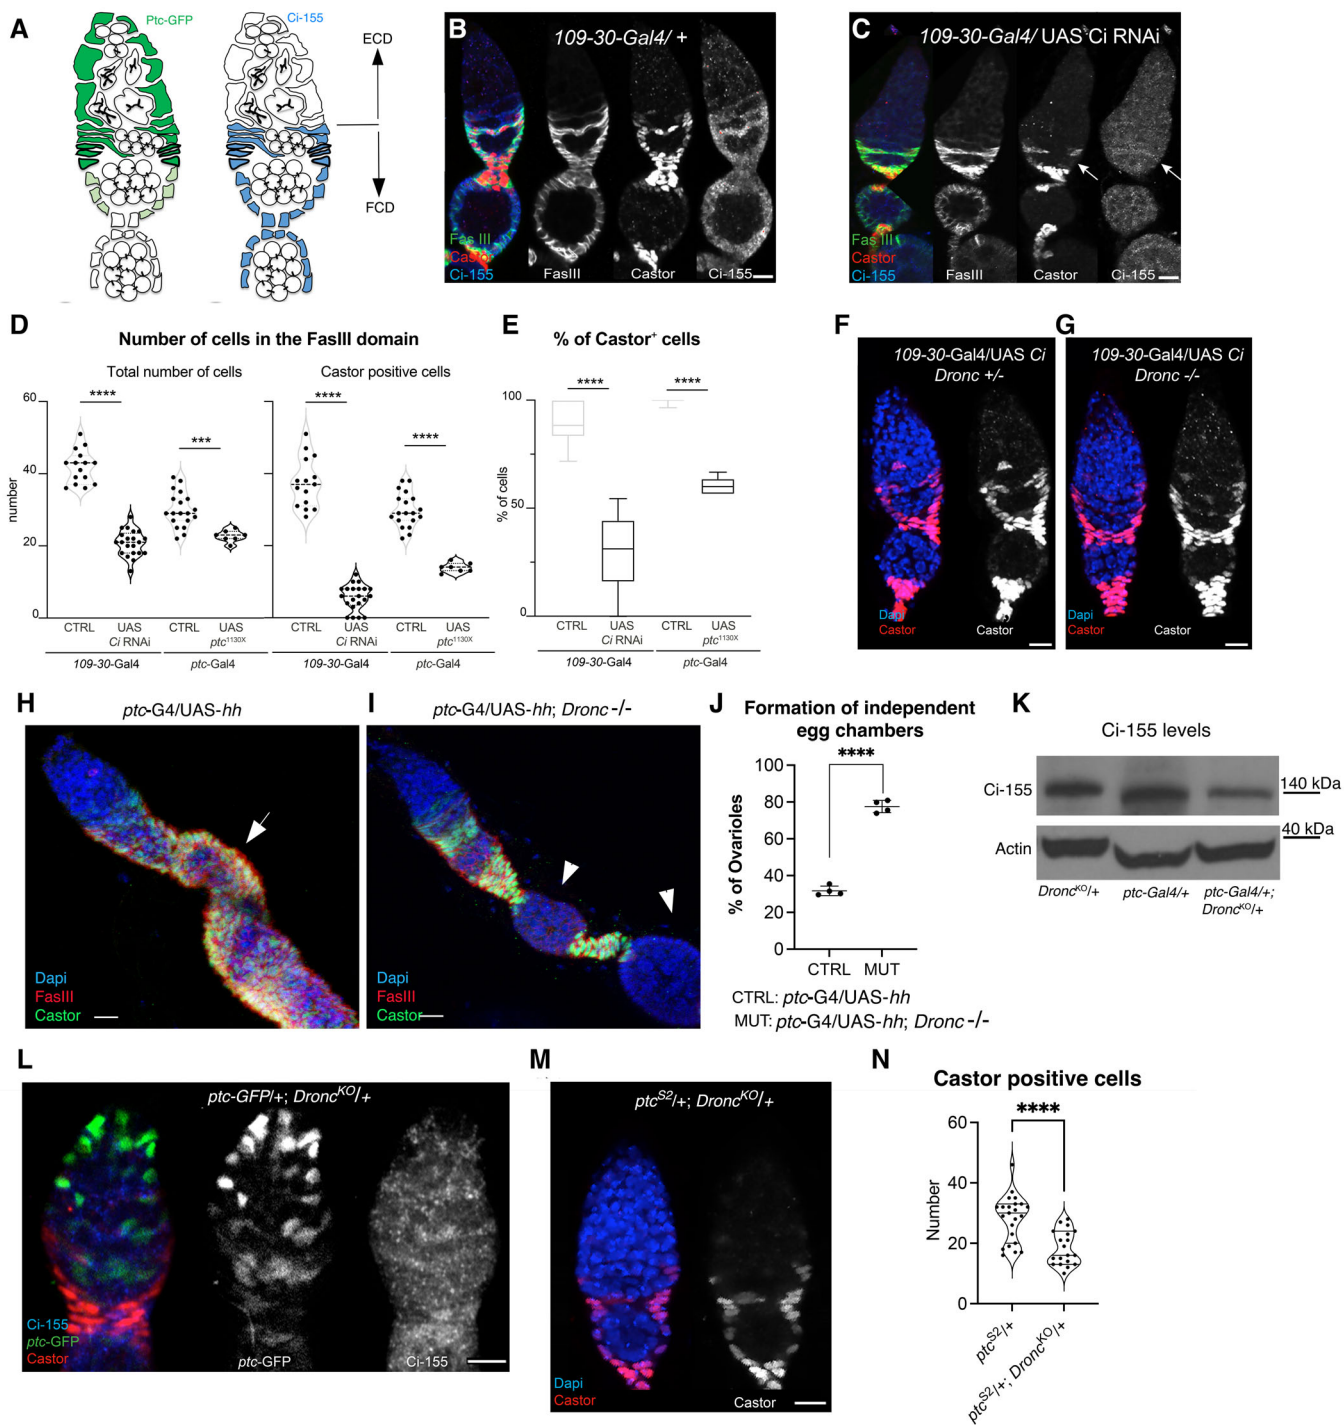 A
Ptc-GFP
Ci-155
ECD
FCD
B
109-30-Gal4/ +
Fas III
Castor
Ci-155
FasIII
Castor
Ci-155
C
109-30-Gal4/ UAS Ci RNAi
Fas III
Castor
Ci-155
FasIII
Castor
Ci-155
D
Number of cells in the FasIII domain
Total number of cells
Castor positive cells
number
60
40
20
0
****
***
****
****
CTRL
UAS
Ci RNAi
CTRL
UAS
ptc1130X
CTRL
UAS
Ci RNAi
CTRL
UAS
ptc1130X
109-30-Gal4
ptc-Gal4
109-30-Gal4
ptc-Gal4
E
% of Castor+ cells
% of cells
100
50
0
****
****
CTRL
UAS
Ci RNAi
CTRL
UAS
ptc1130X
109-30-Gal4
ptc-Gal4
F
109-30-Gal4/UAS Ci
Dronc +/-
Dapi
Castor
Castor
G
109-30-Gal4/UAS Ci
Dronc -/-
Dapi
Castor
Castor
H
ptc-G4/UAS-hh
Dapi
FasIII
Castor
I
ptc-G4/UAS-hh; Dronc -/-
Dapi
FasIII
Castor
J
Formation of independent
egg chambers
% of Ovarioles
100
80
60
40
20
0
****
CTRL
MUT
CTRL: ptc-G4/UAS-hh
MUT: ptc-G4/UAS-hh; Dronc -/-
K
Ci-155 levels
Ci-155
140 kDa
40 kDa
Actin
DroncKO/+
ptc-Gal4/+
ptc-Gal4/+;
DroncKO/+
L
ptc-GFP/+; DroncKO/+
Ci-155
ptc-GFP
Castor
ptc-GFP
Ci-155
M
ptcS2/+; DroncKO/+
Dapi
Castor
Castor
N
Castor positive cells
Number
60
40
20
0
****
ptcS2/+
ptcS2/+; DroncKO/+